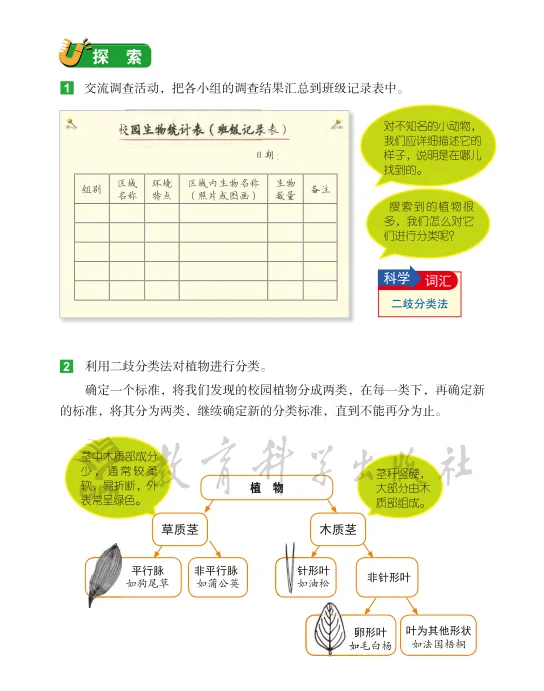 探 索
1 交流调查活动，把各小组的调查结果汇总到班级记录表中。
校园生物统计表（班级记录表）
日期：
组别 区域名称 环境特点 区域内生物名称（照片或图画） 生物数量 备注
对不知名的小动物，
我们应详细描述它的
样子，说明是在哪儿
找到的。
搜索到的植物很
多，我们怎么对它
们进行分类呢？
科学 词汇
二歧分类法
2 利用二歧分类法对植物进行分类。
确定一个标准，将我们发现的校园植物分成两类，在每一类下，再确定新
的标准，将其分为两类，继续确定新的分类标准，直到不能再分为止。
教育科学出版社
茎中木质部成分
少，通常较柔
软，易折断，外
表常呈绿色。
植 物
茎秆坚硬，
大部分由木
质部组成。
草质茎
木质茎
平行脉
如狗尾草
非平行脉
如蒲公英
针形叶
如油松
非针形叶
卵形叶
如毛白杨
叶为其他形状
如法国梧桐